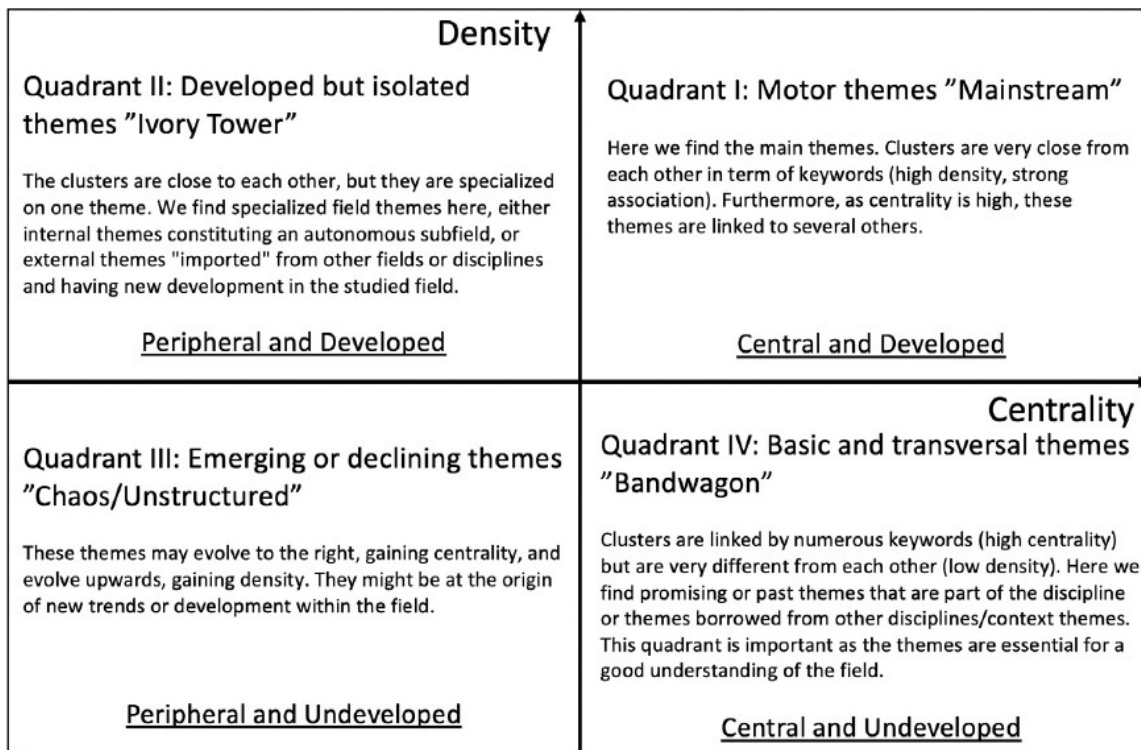 Density
Quadrant II: Developed but isolated
themes ”Ivory Tower”
The clusters are close to each other, but they are specialized
on one theme. We find specialized field themes here, either
internal themes constituting an autonomous subfield, or
external themes "imported" from other fields or disciplines
and having new development in the studied field.
Peripheral and Developed
Quadrant I: Motor themes ”Mainstream”
Here we find the main themes. Clusters are very close from
each other in term of keywords (high density, strong
association). Furthermore, as centrality is high, these
themes are linked to several others.
Central and Developed
Quadrant III: Emerging or declining themes
”Chaos/Unstructured”
These themes may evolve to the right, gaining centrality, and
evolve upwards, gaining density. They might be at the origin
of new trends or development within the field.
Peripheral and Undeveloped
Centrality
Quadrant IV: Basic and transversal themes
”Bandwagon”
Clusters are linked by numerous keywords (high centrality)
but are very different from each other (low density). Here we
find promising or past themes that are part of the discipline
or themes borrowed from other disciplines/context themes.
This quadrant is important as the themes are essential for a
good understanding of the field.
Central and Undeveloped